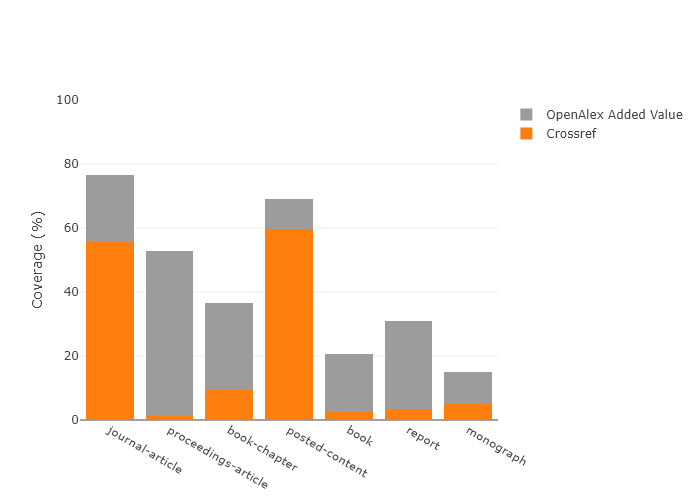 100
80
60
40
20
0
Coverage (%)
OpenAlex Added Value
Crossref
journal-article
proceedings-article
book-chapter
posted-content
book
report
monograph